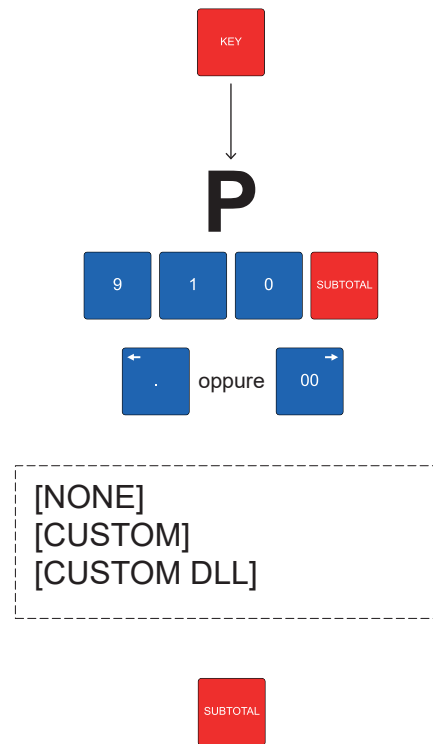 KEY
P
9 1 0 SUBTOTAL
. oppure 00
[NONE]
[CUSTOM]
[CUSTOM DLL]
SUBTOTAL